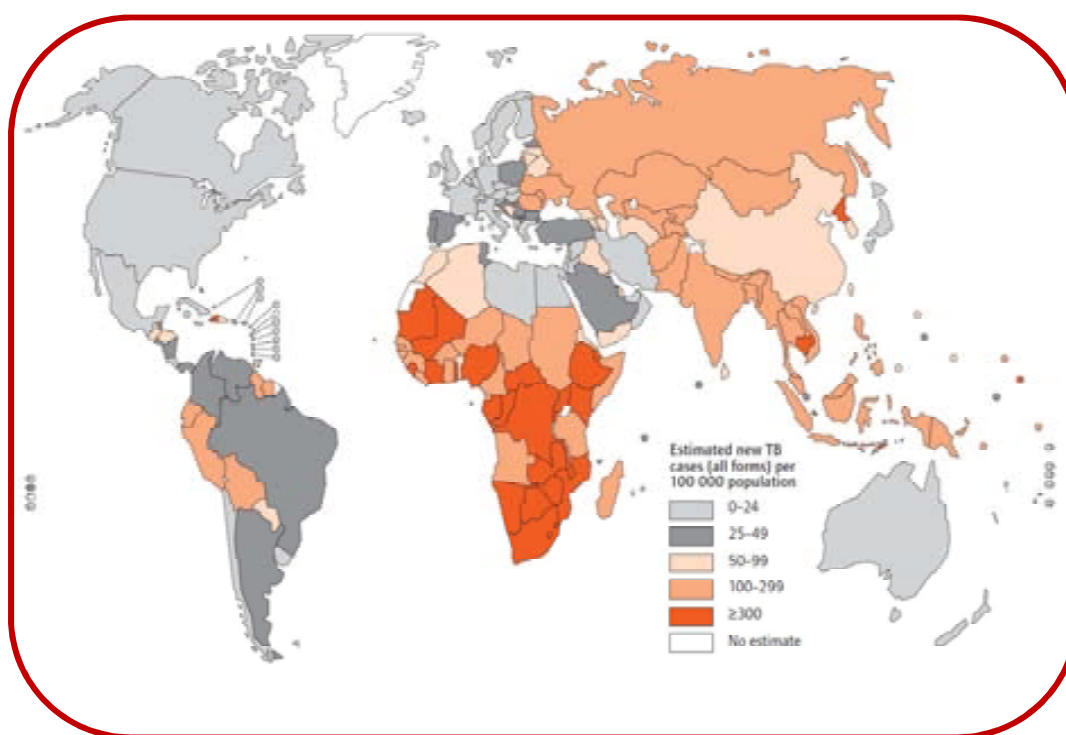 Estimated new TB
cases (all forms) per
100 000 population
0–24
25–49
50–99
100–299
≥300
No estimate